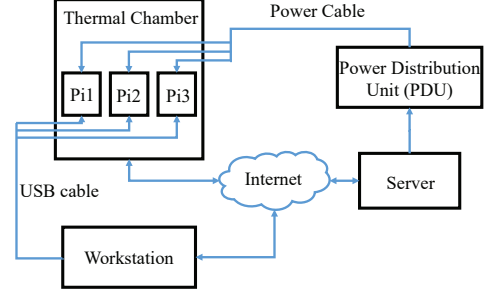 Thermal Chamber
Power Cable
Pi1
Pi2
Pi3
Power Distribution
Unit (PDU)
USB cable
Internet
Server
Workstation